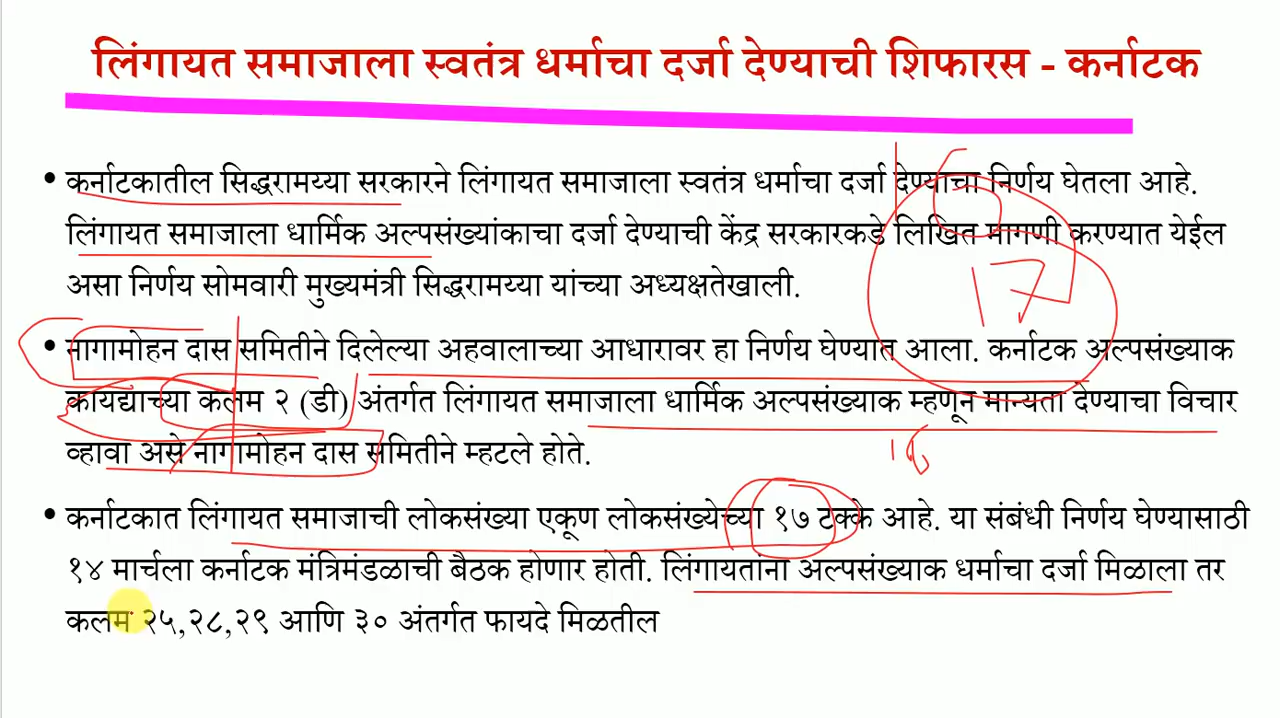 लिंगायत समाजाला स्वतंत्र धर्माचा दर्जा देण्याची शिफारस - कर्नाटक
• कर्नाटकातील सिद्धरामय्या सरकारने लिंगायत समाजाला स्वतंत्र धर्माचा दर्जा देण्याचा निर्णय घेतला आहे.
लिंगायत समाजाला धार्मिक अल्पसंख्यांकाचा दर्जा देण्याची केंद्र सरकारकडे लिखित मागणी करण्यात येईल
असा निर्णय सोमवारी मुख्यमंत्री सिद्धरामय्या यांच्या अध्यक्षतेखाली.
17
• नागामोहन दास समितीने दिलेल्या अहवालाच्या आधारावर हा निर्णय घेण्यात आला. कर्नाटक अल्पसंख्याक
कायद्याच्या कलम २ (डी) अंतर्गत लिंगायत समाजाला धार्मिक अल्पसंख्याक म्हणून मान्यता देण्याचा विचार
व्हावा असे नागामोहन दास समितीने म्हटले होते.
• कर्नाटकात लिंगायत समाजाची लोकसंख्या एकूण लोकसंख्येच्या १७ टक्के आहे. या संबंधी निर्णय घेण्यासाठी
१४ मार्चला कर्नाटक मंत्रिमंडळाची बैठक होणार होती. लिंगायतांना अल्पसंख्याक धर्माचा दर्जा मिळाला तर
कलम २५,२८,२९ आणि ३० अंतर्गत फायदे मिळतील